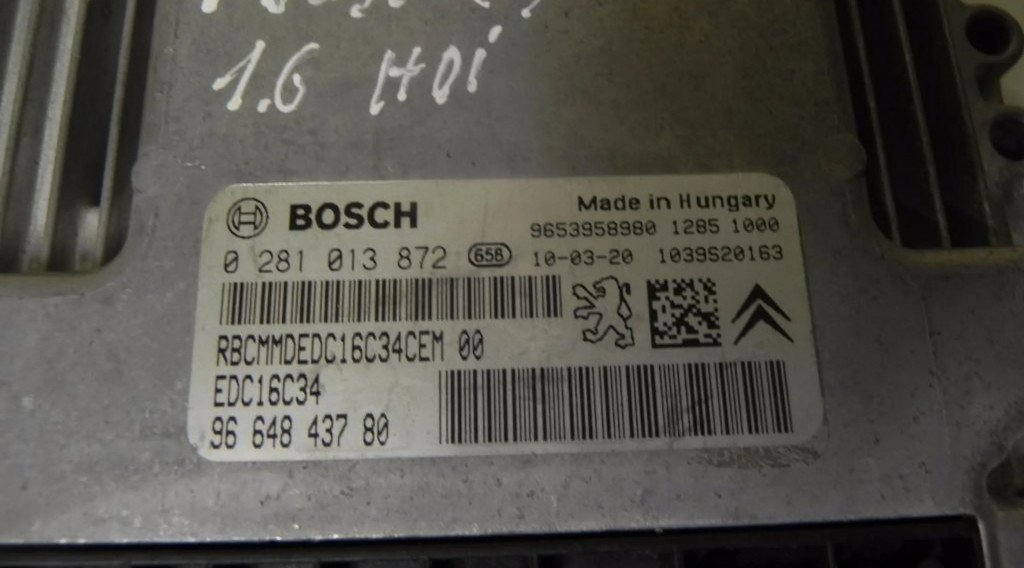 1.6 HDi
BOSCH
Made in Hungary
9653958980 1285 1000
0 281 013 872 658 10-03-20 1039S20163
RBCMMDEDC16C34CEM 00
EDC16C34
96 648 437 80